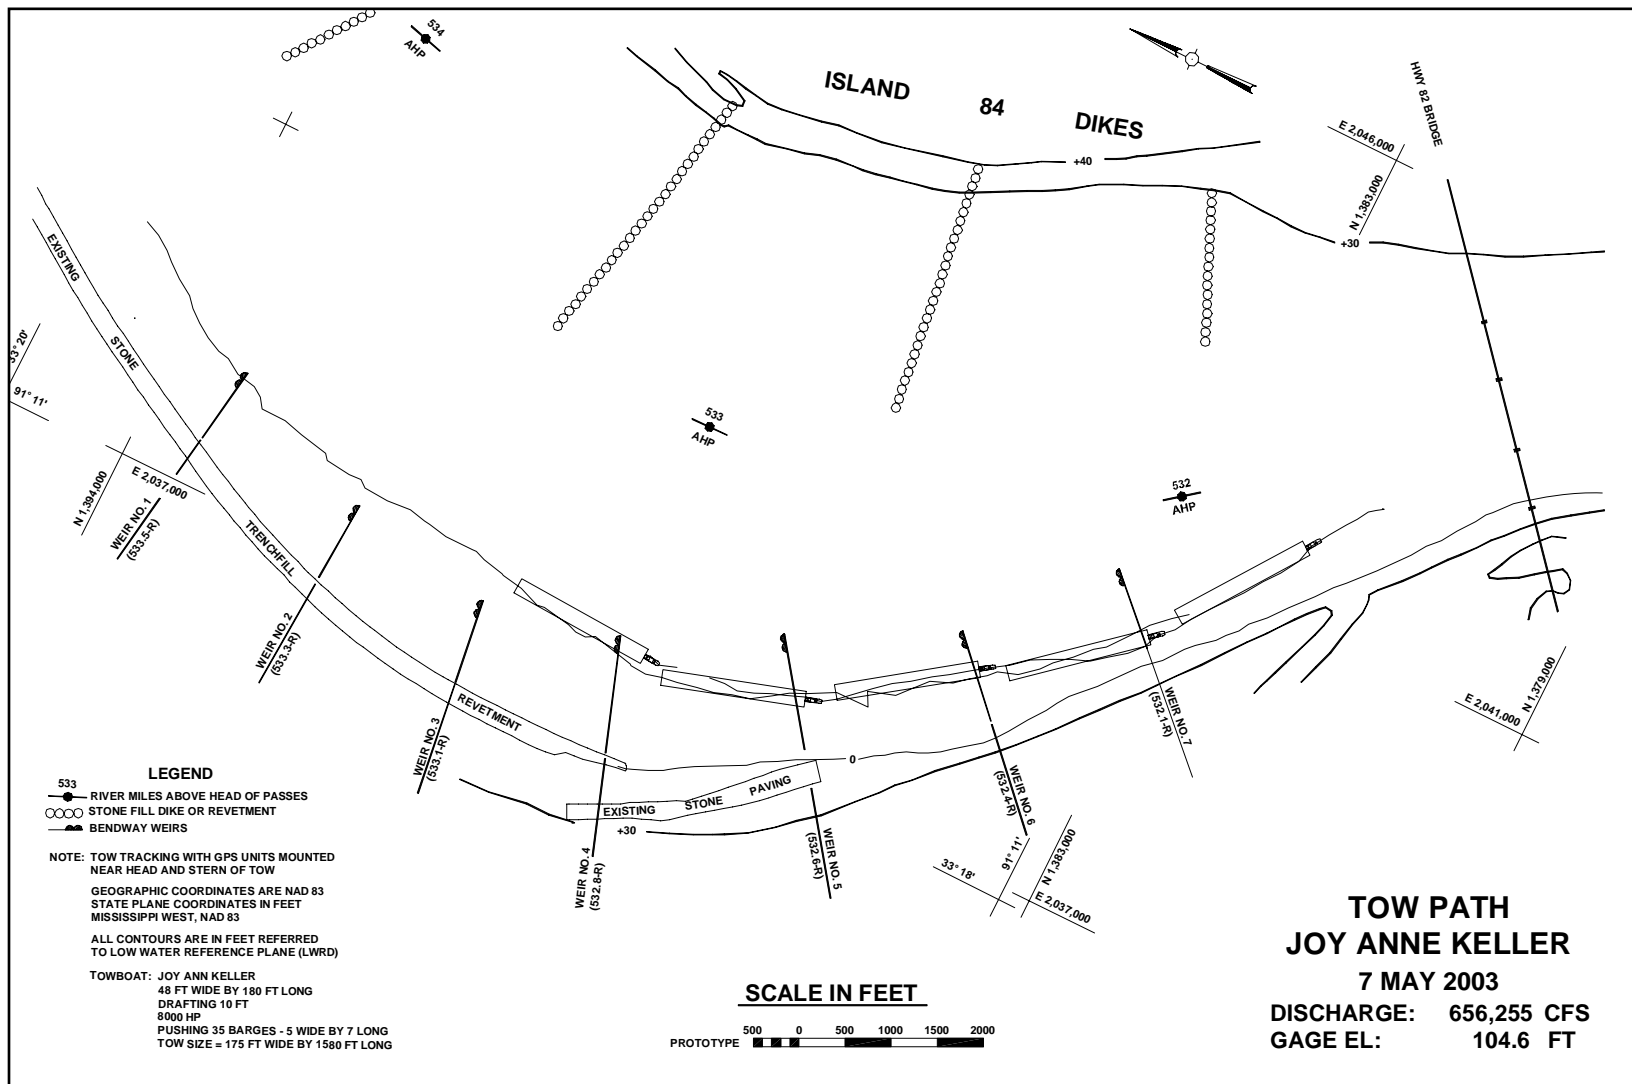 534
AHP
ISLAND 84 DIKES
HWY 82 BRIDGE
E 2,046,000
N 1,383,000
+40
+30
EXISTING
STONE
TRENCHFILL
REVETMENT
33° 20'
91° 11'
N 1,394,000
E 2,037,000
533
AHP
532
AHP
WEIR NO. 1
(533.5-R)
WEIR NO. 2
(533.3-R)
WEIR NO. 3
(533.1-R)
WEIR NO. 4
(532.8-R)
WEIR NO. 5
(532.6-R)
WEIR NO. 6
(532.4-R)
WEIR NO. 7
(532.1-R)
0
EXISTING STONE PAVING
+30
33° 18'
91° 11'
N 1,383,000
E 2,037,000
E 2,041,000
N 1,379,000
LEGEND
533
RIVER MILES ABOVE HEAD OF PASSES
STONE FILL DIKE OR REVETMENT
BENDWAY WEIRS
NOTE: TOW TRACKING WITH GPS UNITS MOUNTED
NEAR HEAD AND STERN OF TOW
GEOGRAPHIC COORDINATES ARE NAD 83
STATE PLANE COORDINATES IN FEET
MISSISSIPPI WEST, NAD 83
ALL CONTOURS ARE IN FEET REFERRED
TO LOW WATER REFERENCE PLANE (LWRD)
TOWBOAT: JOY ANN KELLER
48 FT WIDE BY 180 FT LONG
DRAFTING 10 FT
8000 HP
PUSHING 35 BARGES - 5 WIDE BY 7 LONG
TOW SIZE = 175 FT WIDE BY 1580 FT LONG
SCALE IN FEET
500 0 500 1000 1500 2000
PROTOTYPE
TOW PATH
JOY ANNE KELLER
7 MAY 2003
DISCHARGE: 656,255 CFS
GAGE EL: 104.6 FT